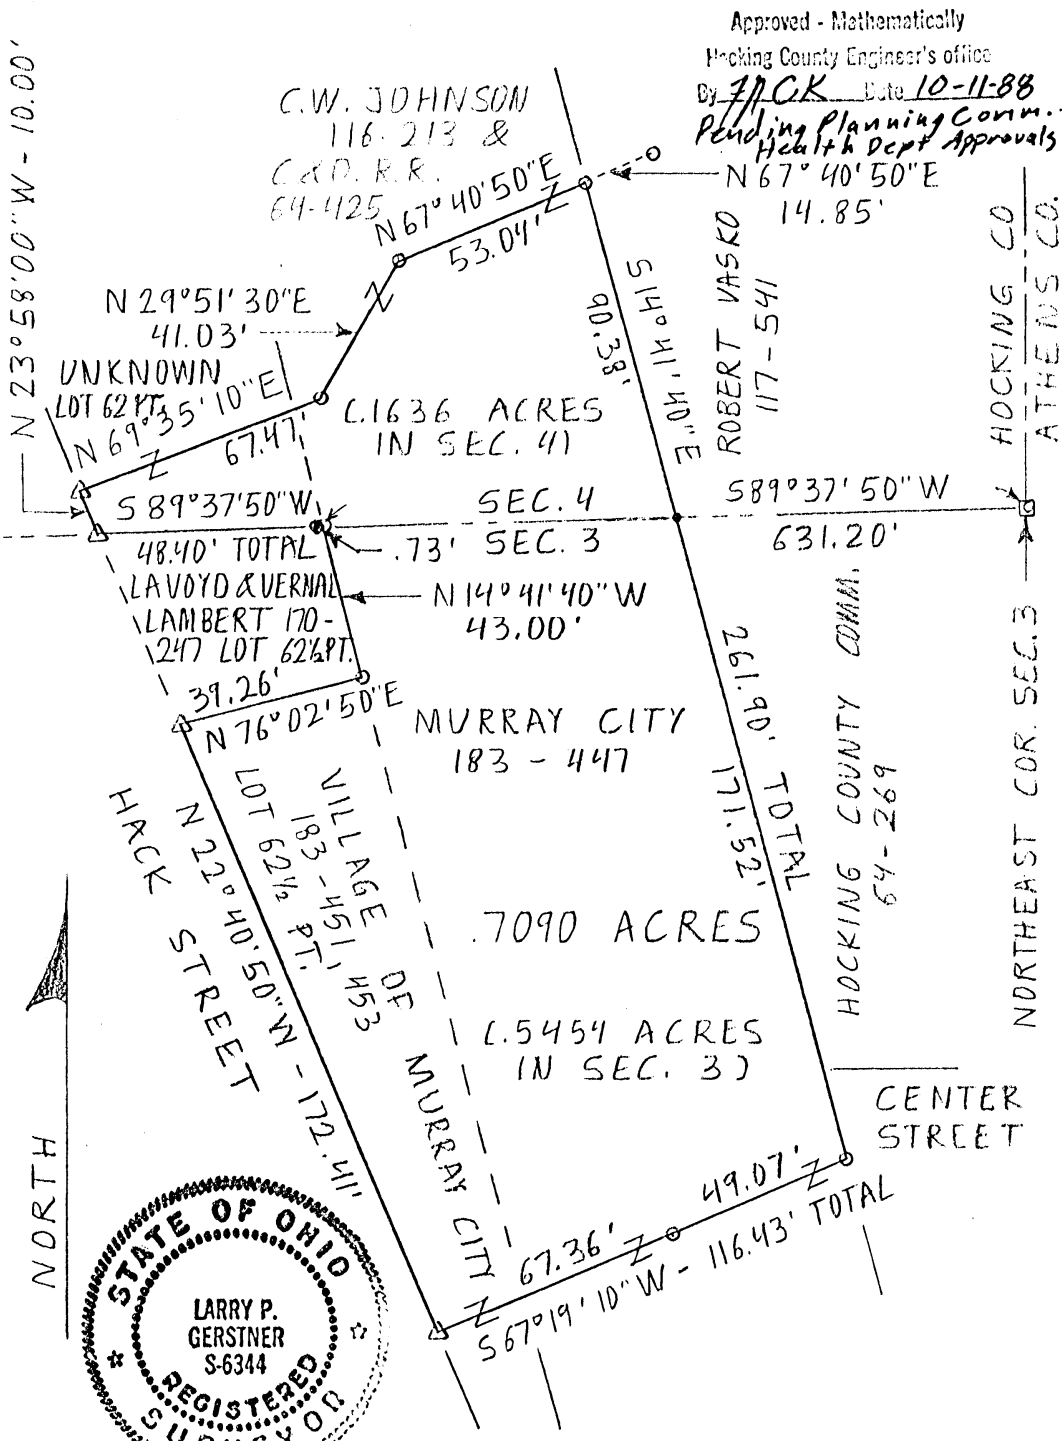 Approved - Mathematically
Hocking County Engineer's office
By CK Date 10-11-88
Pending Planning Comm.
Health Dept Approvals
N 67° 40' 50" E
14.85'
N 23° 58' 00" W - 10.00'
C.W. JOHNSON
116-213 &
C&O. R.R.
64-425
N 67° 40' 50" E
53.04'
N 29° 51' 30" E
41.03'
UNKNOWN
LOT 62 PT.
N 69° 35' 10" E
67.47'
S 14° 41' 40" E
90.38'
ROBERT VASKO
117-541
HOCKING CO
ATHENS CO.
(.1636 ACRES
IN SEC. 4)
S 89° 37' 50" W
48.40' TOTAL
.73'
SEC. 4
SEC. 3
S 89° 37' 50" W
631.20'
LAVOYD & VERNAL
LAMBERT 170-
247 LOT 62½ PT.
N 14° 41' 40" W
43.00'
39.26'
N 76° 02' 50" E
MURRAY CITY
183 - 447
261.90' TOTAL
171.52'
HOCKING COUNTY COMM.
64-269
NORTHEAST COR. SEC. 3
HACK STREET
N 22° 40' 50" W - 172.41'
LOT 62½ PT.
183-451, 453
VILLAGE OF MURRAY CITY
.7090 ACRES
(.5454 ACRES
IN SEC. 3)
CENTER
STREET
49.07'
67.36'
S 67° 19' 10" W - 116.43' TOTAL
NORTH
STATE OF OHIO
LARRY P.
GERSTNER
S-6344
REGISTERED
SURVEYOR